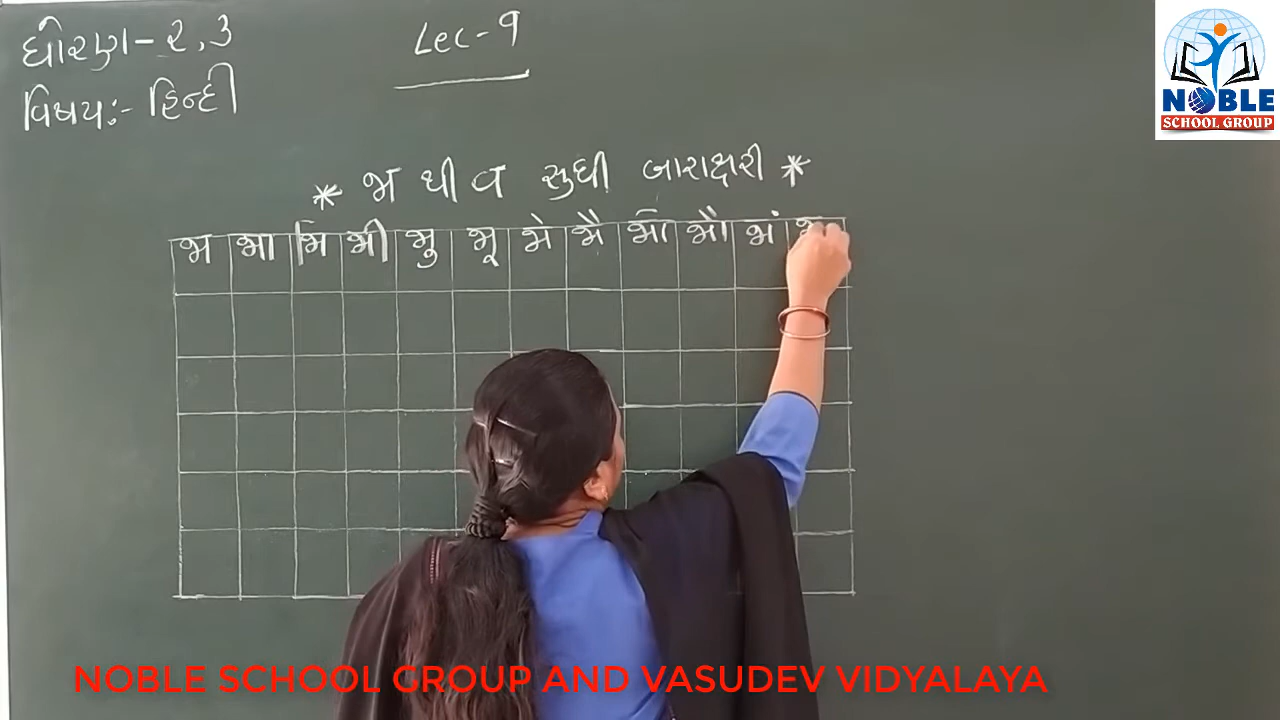 ધોરણ - ૨, ૩
Lec - 9
વિષય :- હિન્દી
* ભ થી વ સુધી બારાક્ષરી *
भ भा भि भी भु भू भे भै भो भौ भं
NOBLE
SCHOOL GROUP
NOBLE SCHOOL GROUP AND VASUDEV VIDYALAYA